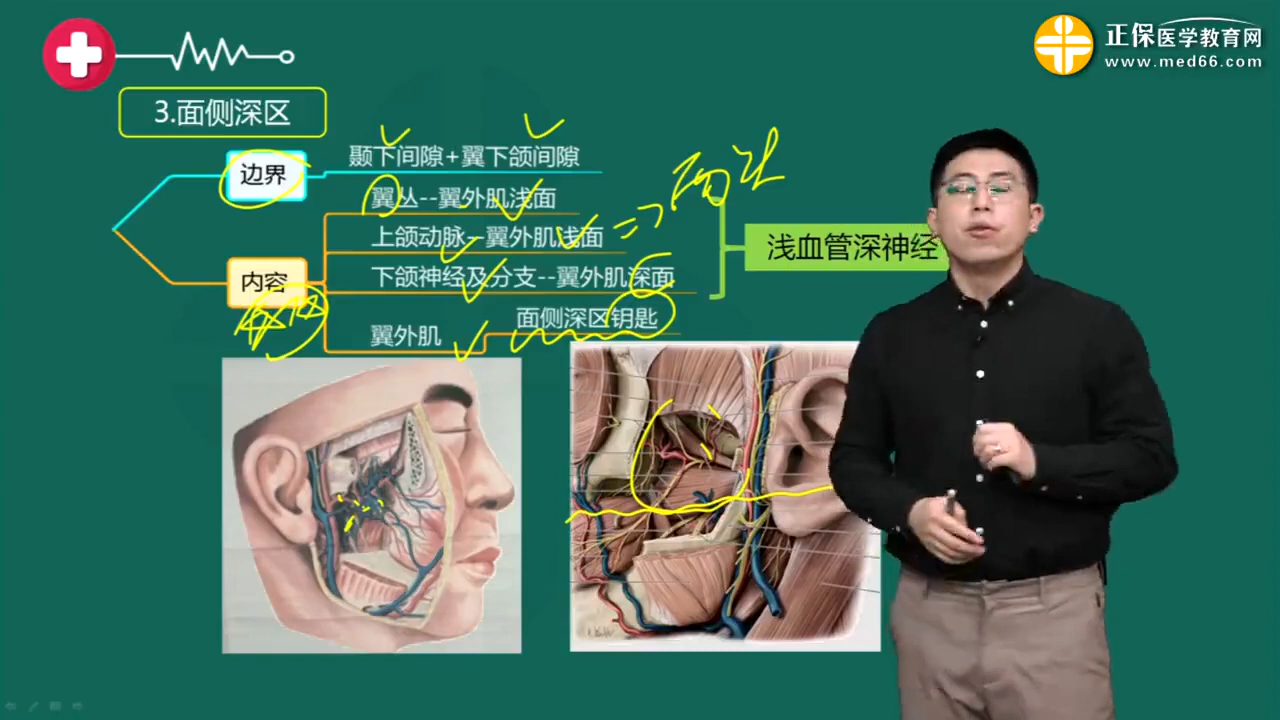 正保医学教育网
www.med66.com
3.面侧深区
边界
颞下间隙+翼下颌间隙
翼丛--翼外肌浅面
上颌动脉--翼外肌浅面
浅血管深神经
内容
下颌神经及分支--翼外肌深面
面侧深区钥匙
翼外肌